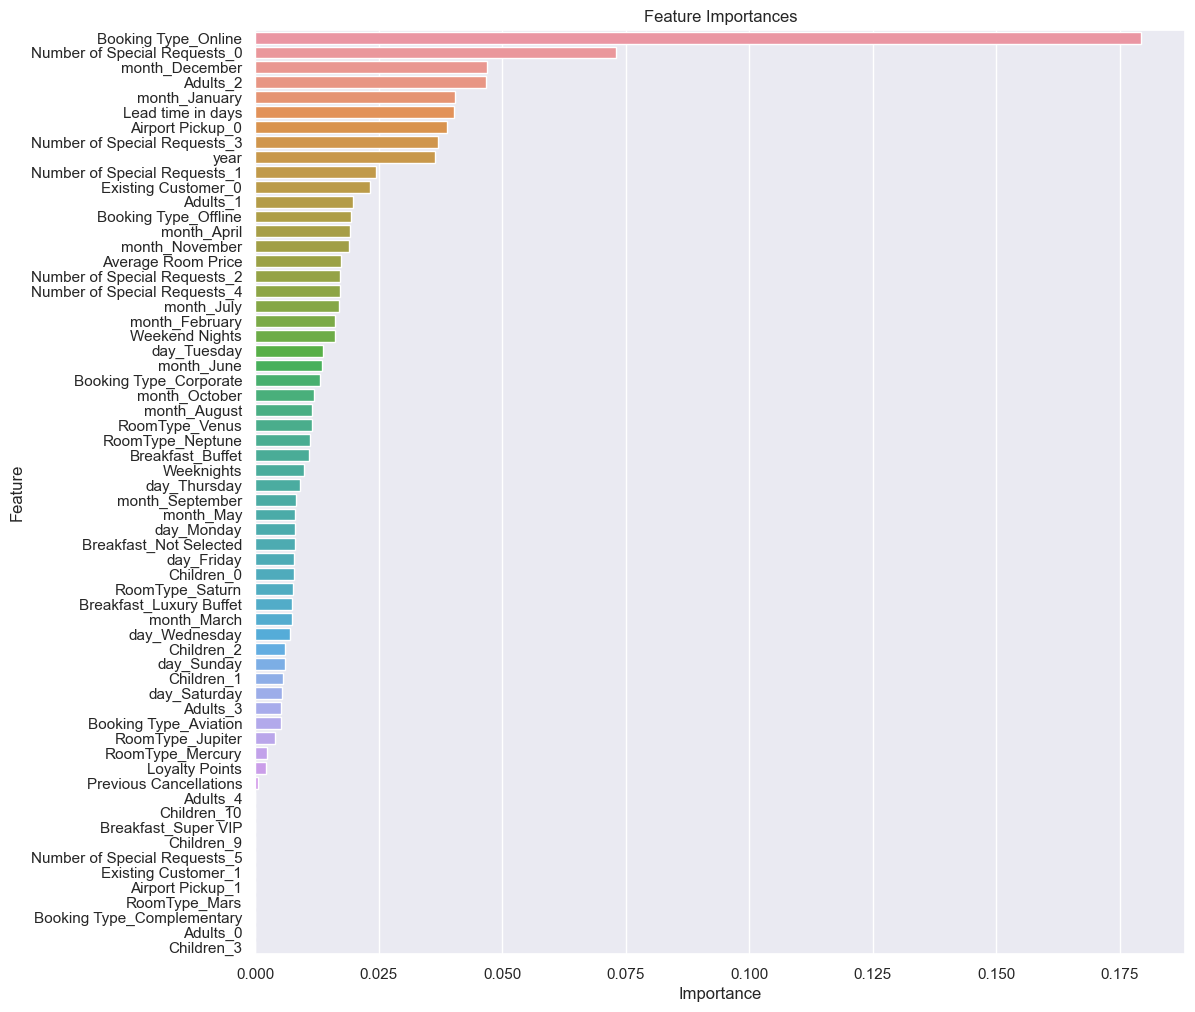 Feature Importances
Booking Type_Online
Number of Special Requests_0
month_December
Adults_2
month_January
Lead time in days
Airport Pickup_0
Number of Special Requests_3
year
Number of Special Requests_1
Existing Customer_0
Adults_1
Booking Type_Offline
month_April
month_November
Average Room Price
Number of Special Requests_2
Number of Special Requests_4
month_July
month_February
Weekend Nights
day_Tuesday
month_June
Booking Type_Corporate
month_October
month_August
RoomType_Venus
RoomType_Neptune
Breakfast_Buffet
Weeknights
day_Thursday
month_September
month_May
day_Monday
Breakfast_Not Selected
day_Friday
Children_0
RoomType_Saturn
Breakfast_Luxury Buffet
month_March
day_Wednesday
Children_2
day_Sunday
Children_1
day_Saturday
Adults_3
Booking Type_Aviation
RoomType_Jupiter
RoomType_Mercury
Loyalty Points
Previous Cancellations
Adults_4
Children_10
Breakfast_Super VIP
Children_9
Number of Special Requests_5
Existing Customer_1
Airport Pickup_1
RoomType_Mars
Booking Type_Complementary
Adults_0
Children_3
Feature
0.000 0.025 0.050 0.075 0.100 0.125 0.150 0.175
Importance